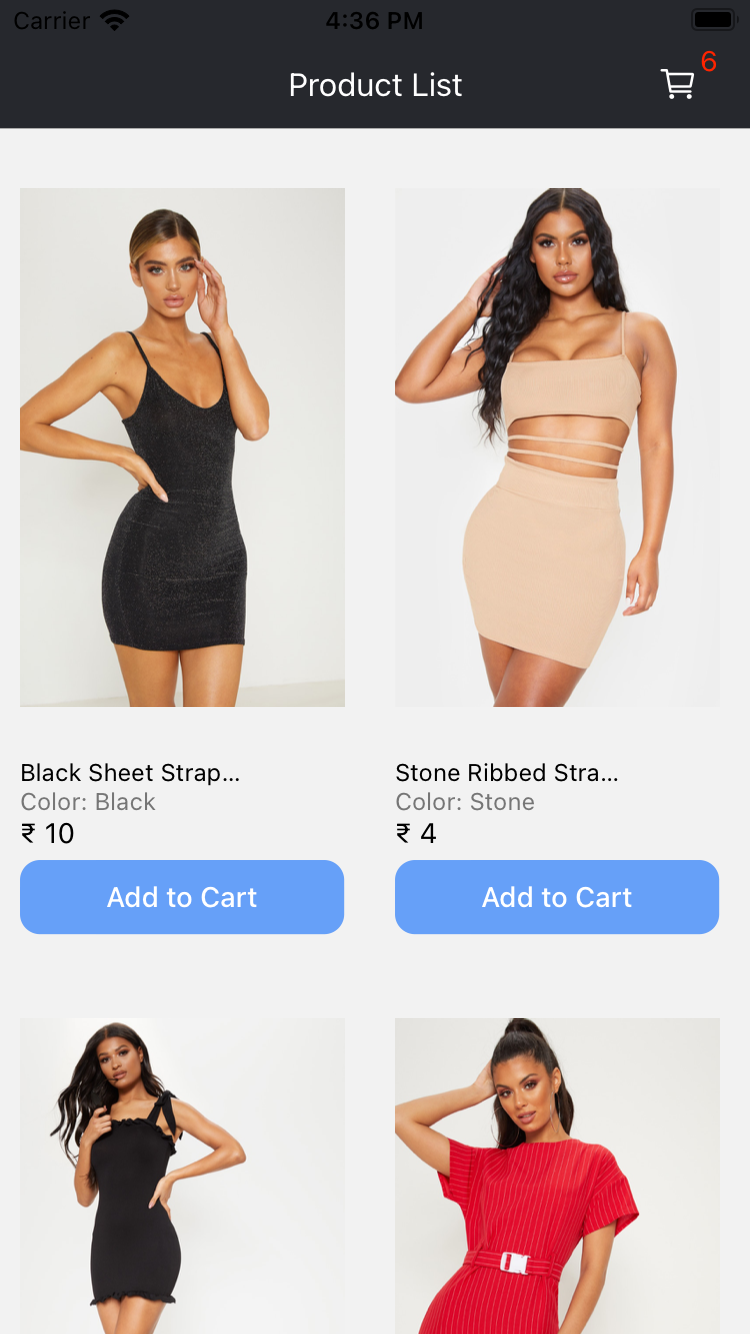 Carrier 4:36 PM
Product List 6
Black Sheet Strap...
Color: Black
₹ 10
Add to Cart
Stone Ribbed Stra...
Color: Stone
₹ 4
Add to Cart